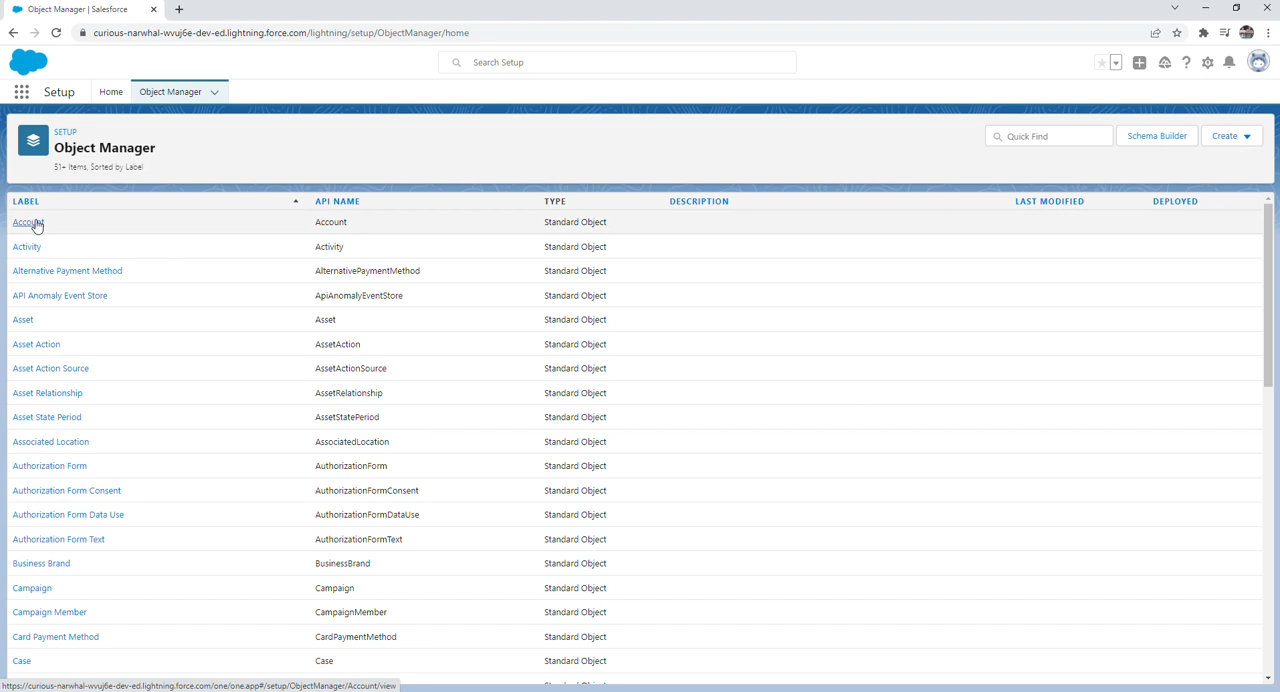 Object Manager | Salesforce
curious-narwhal-wvuj6e-dev-ed.lightning.force.com/lightning/setup/ObjectManager/home
Search Setup
Setup Home Object Manager
SETUP
Object Manager
51+ Items, Sorted by Label
Quick Find Schema Builder Create
LABEL API NAME TYPE DESCRIPTION LAST MODIFIED DEPLOYED
Account Account Standard Object
Activity Activity Standard Object
Alternative Payment Method AlternativePaymentMethod Standard Object
API Anomaly Event Store ApiAnomalyEventStore Standard Object
Asset Asset Standard Object
Asset Action AssetAction Standard Object
Asset Action Source AssetActionSource Standard Object
Asset Relationship AssetRelationship Standard Object
Asset State Period AssetStatePeriod Standard Object
Associated Location AssociatedLocation Standard Object
Authorization Form AuthorizationForm Standard Object
Authorization Form Consent AuthorizationFormConsent Standard Object
Authorization Form Data Use AuthorizationFormDataUse Standard Object
Authorization Form Text AuthorizationFormText Standard Object
Business Brand BusinessBrand Standard Object
Campaign Campaign Standard Object
Campaign Member CampaignMember Standard Object
Card Payment Method CardPaymentMethod Standard Object
Case Case Standard Object
https://curious-narwhal-wvuj6e-dev-ed.lightning.force.com/one/one.app#/setup/ObjectManager/Account/view